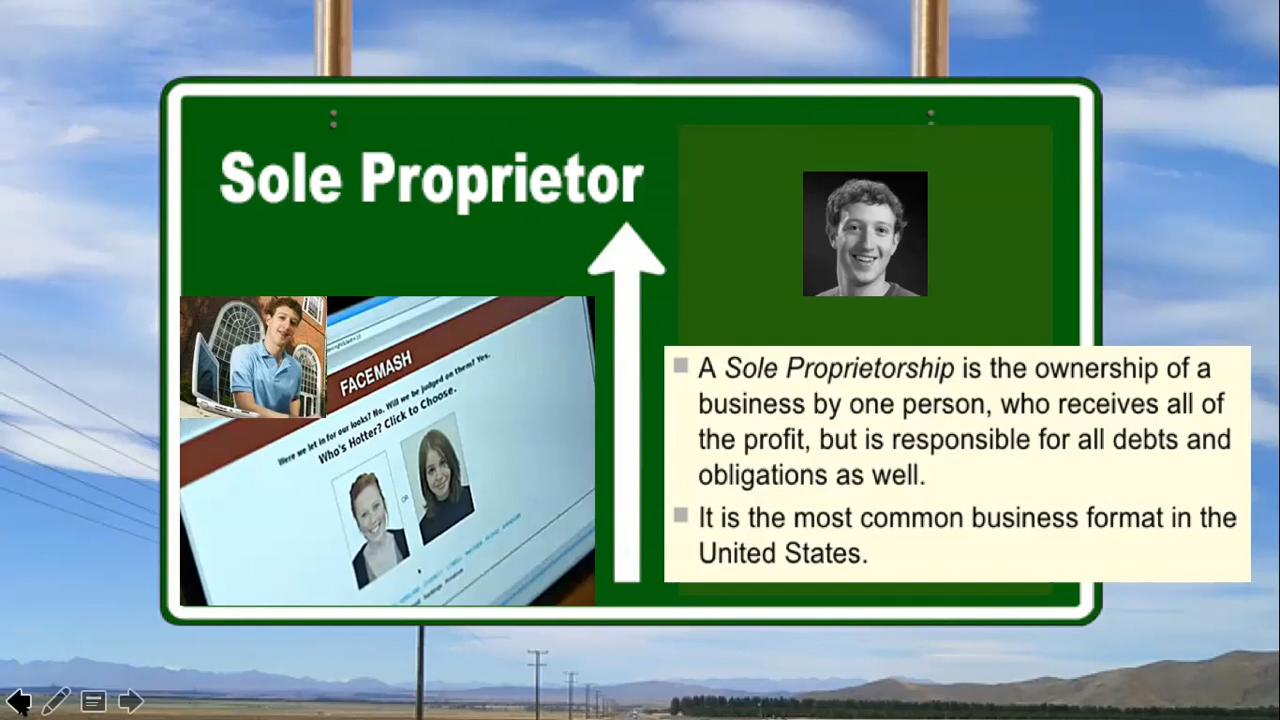 Sole Proprietor
FACEMASH
Were we let in for our looks? No. Will we be judged on them? Yes.
Who's Hotter? Click to Choose.
OR
A Sole Proprietorship is the ownership of a
business by one person, who receives all of
the profit, but is responsible for all debts and
obligations as well.
It is the most common business format in the
United States.